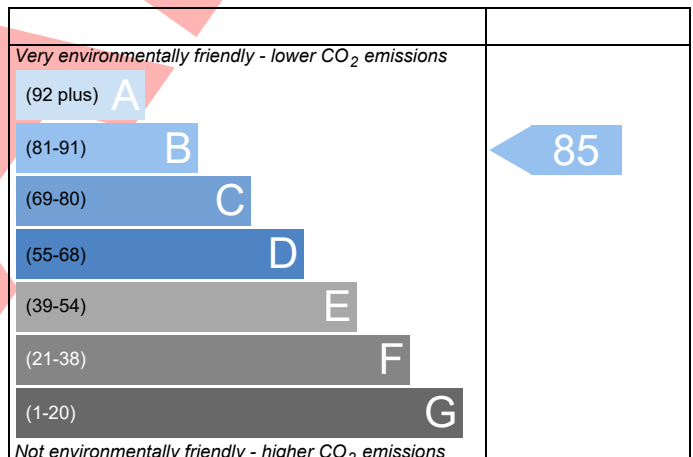 Very environmentally friendly - lower CO2 emissions
(92 plus) A
(81-91) B
85
(69-80) C
(55-68) D
(39-54) E
(21-38) F
(1-20) G
Not environmentally friendly - higher CO2 emissions